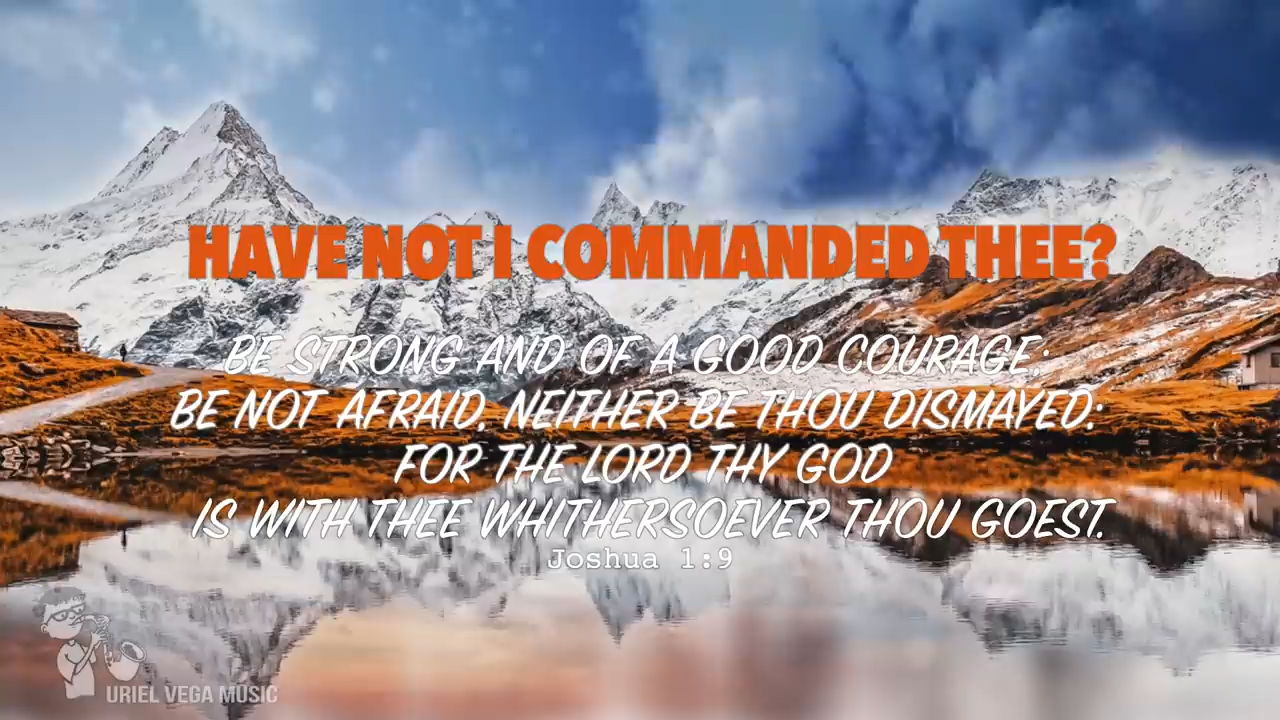 HAVE NOT I COMMANDED THEE?
BE STRONG AND OF A GOOD COURAGE;
BE NOT AFRAID, NEITHER BE THOU DISMAYED:
FOR THE LORD THY GOD
IS WITH THEE WHITHERSOEVER THOU GOEST.
Joshua 1:9
URIEL VEGA MUSIC